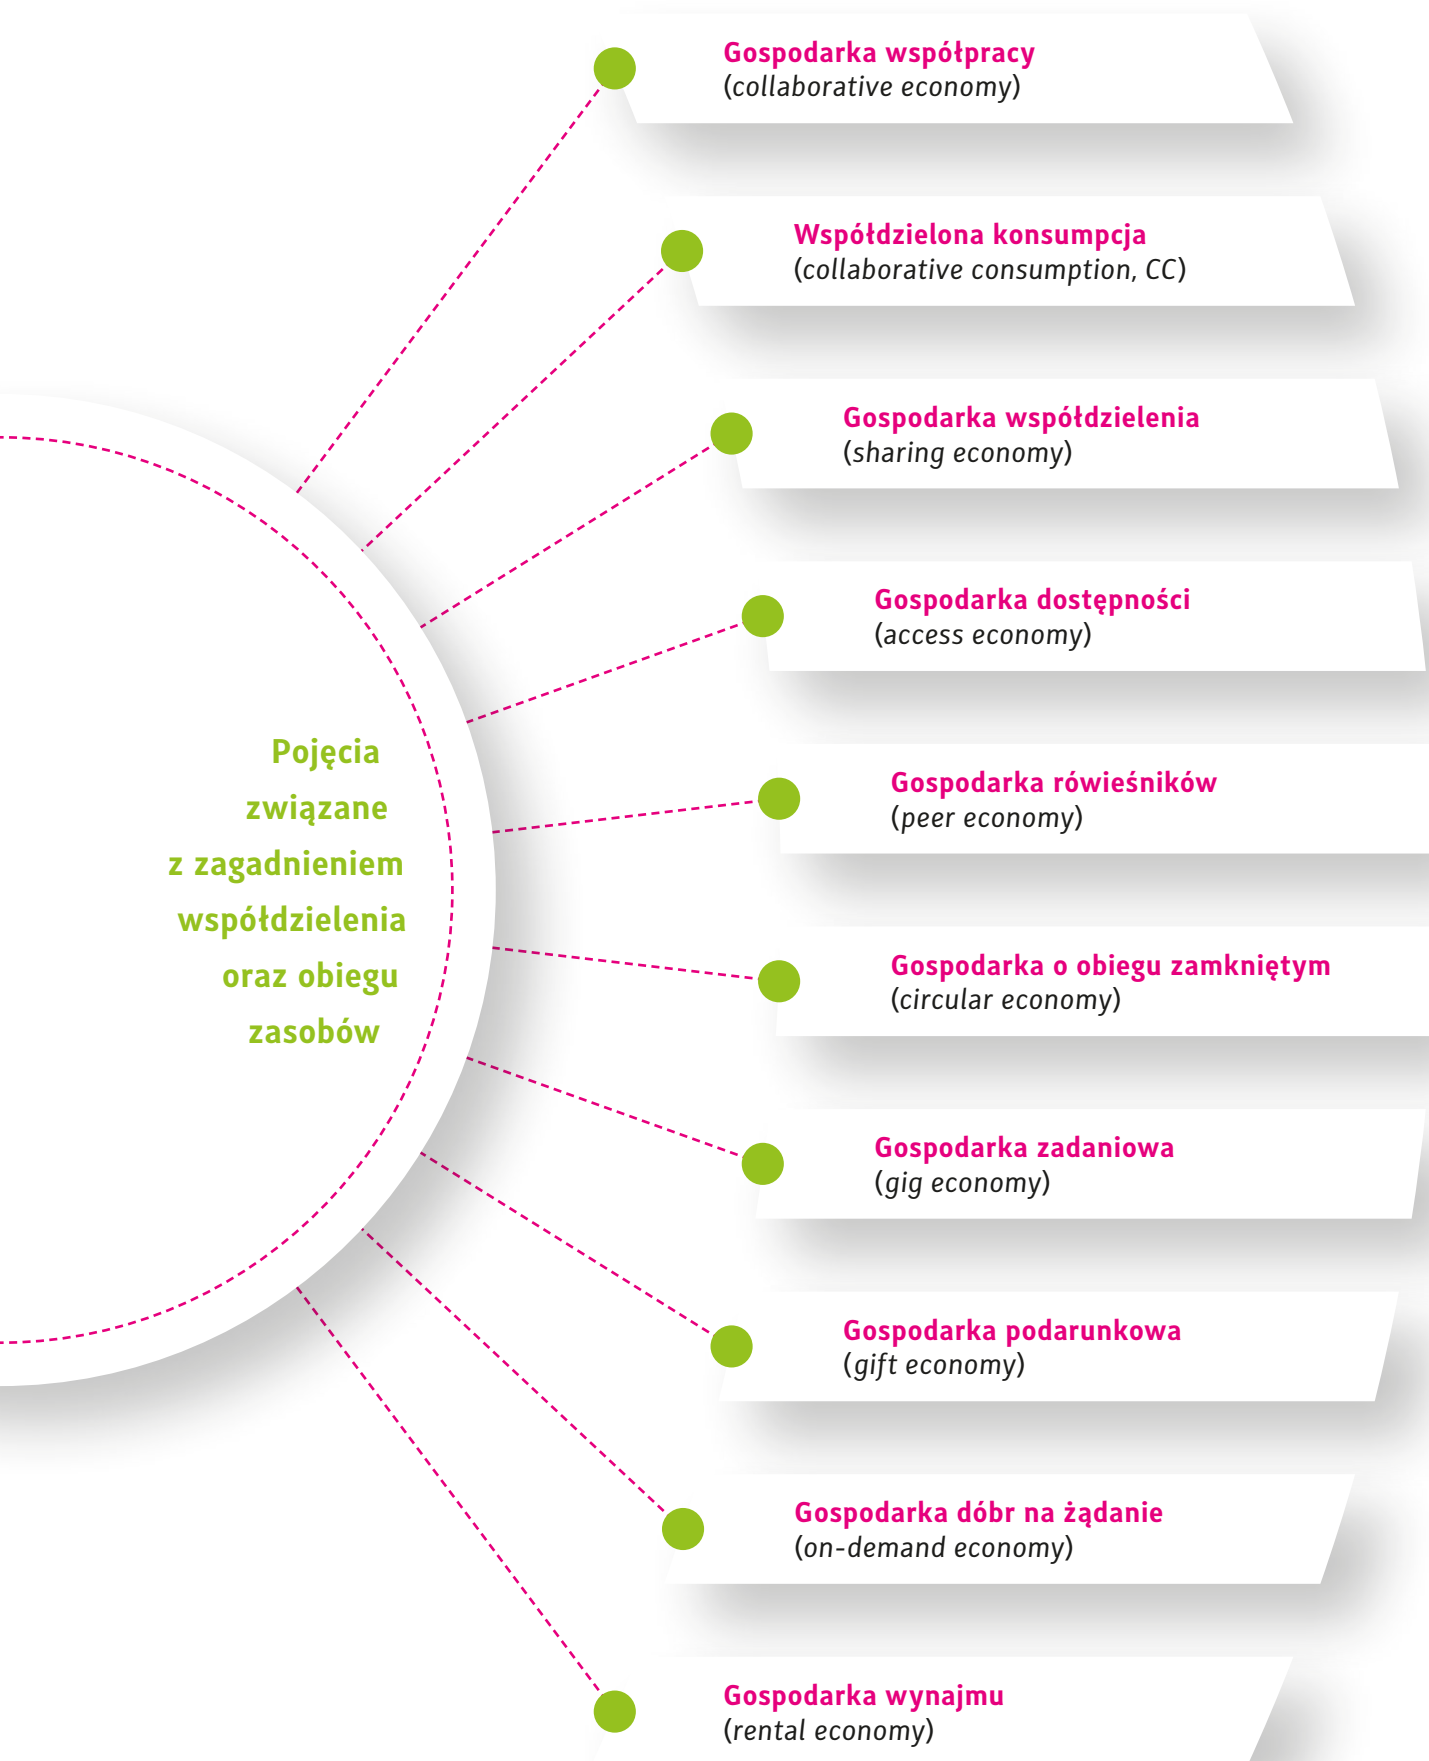 Gospodarka współpracy
(collaborative economy)
Współdzielona konsumpcja
(collaborative consumption, CC)
Gospodarka współdzielenia
(sharing economy)
Gospodarka dostępności
(access economy)
Pojęcia
związane
z zagadnieniem
współdzielenia
oraz obiegu
zasobów
Gospodarka rówieśników
(peer economy)
Gospodarka o obiegu zamkniętym
(circular economy)
Gospodarka zadaniowa
(gig economy)
Gospodarka podarunkowa
(gift economy)
Gospodarka dóbr na żądanie
(on-demand economy)
Gospodarka wynajmu
(rental economy)